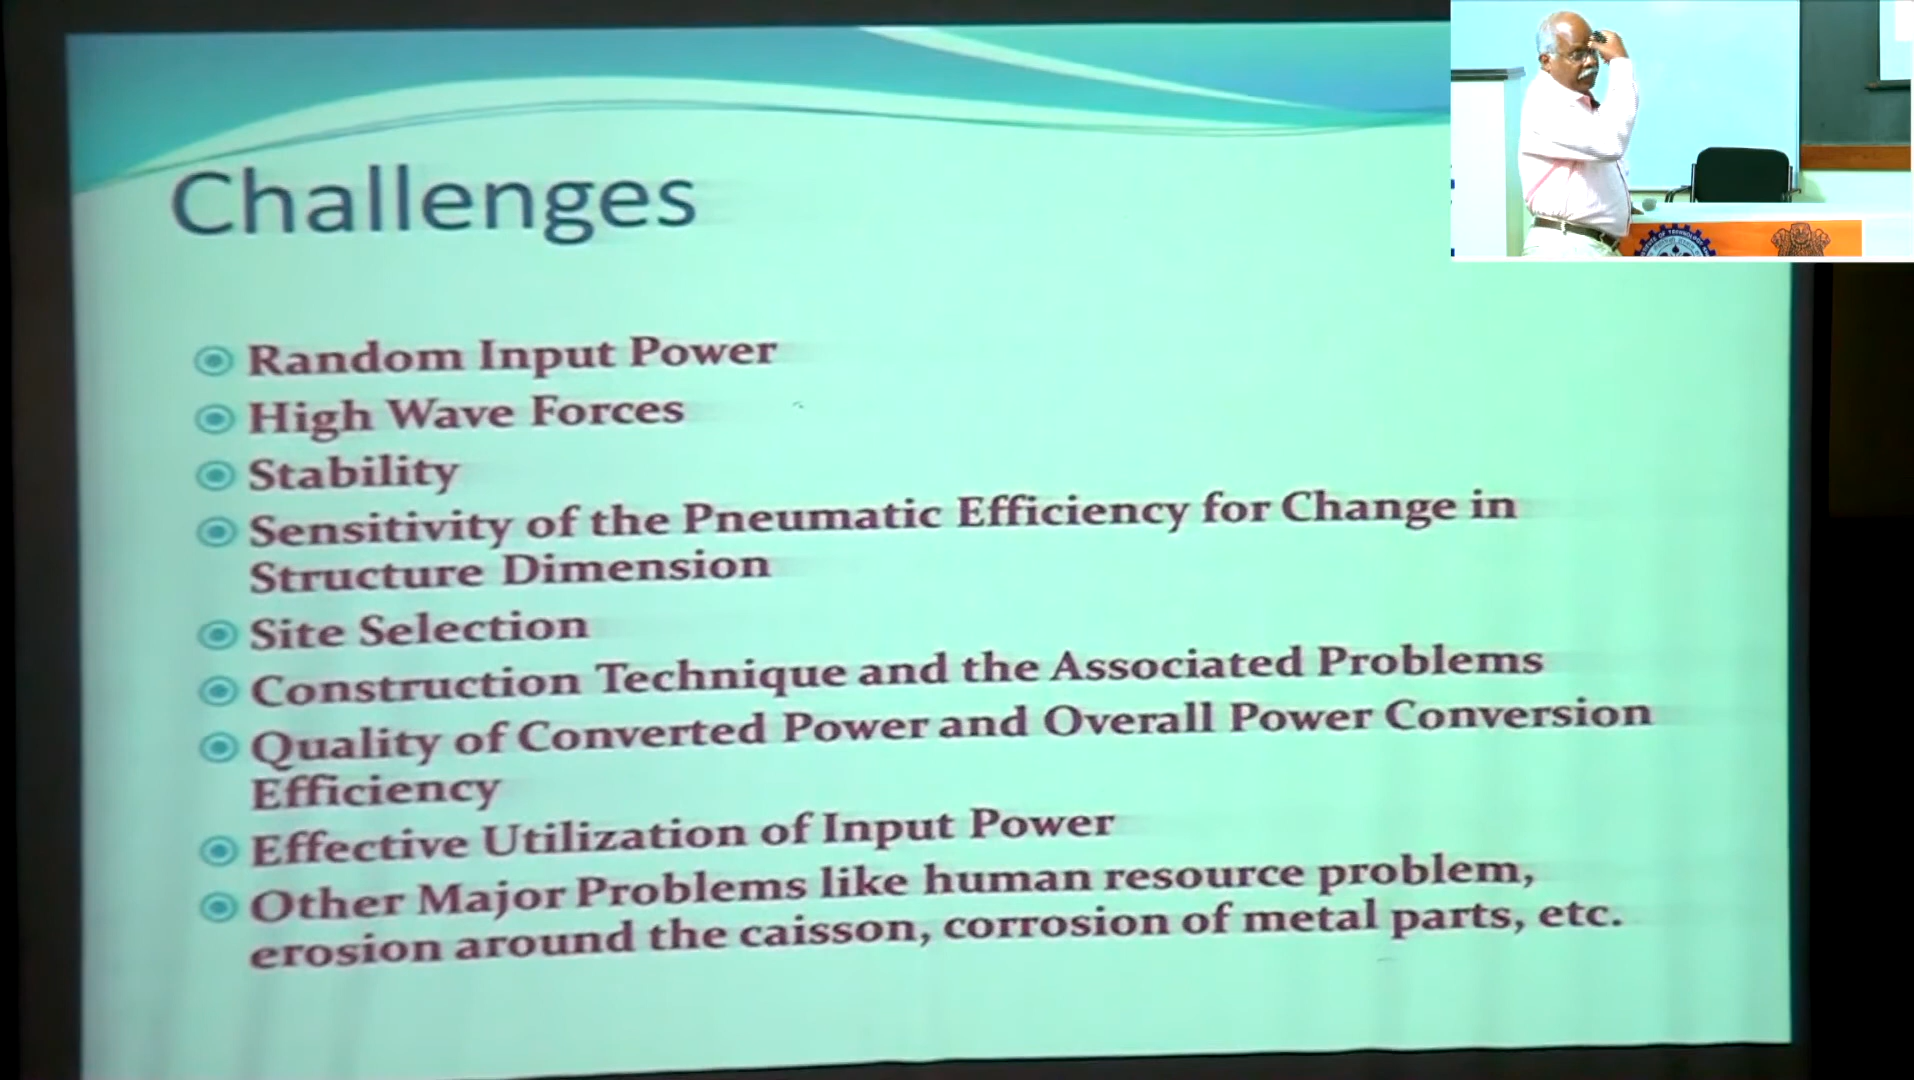 Challenges
Random Input Power
High Wave Forces
Stability
Sensitivity of the Pneumatic Efficiency for Change in
Structure Dimension
Site Selection
Construction Technique and the Associated Problems
Quality of Converted Power and Overall Power Conversion
Efficiency
Effective Utilization of Input Power
Other Major Problems like human resource problem,
erosion around the caisson, corrosion of metal parts, etc.